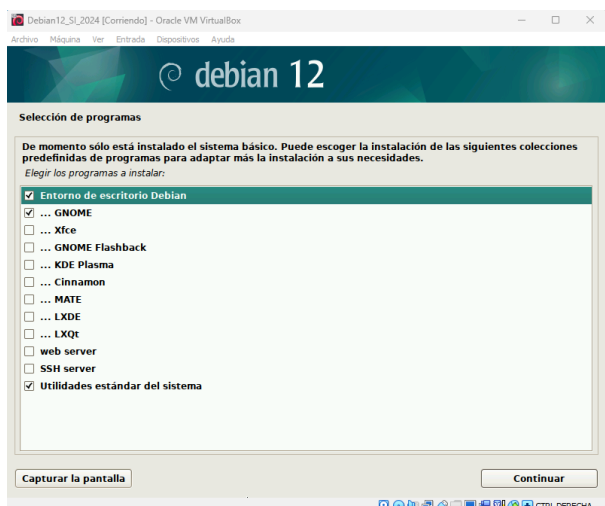 Debian12_SI_2024 [Corriendo] - Oracle VM VirtualBox
Archivo Máquina Ver Entrada Dispositivos Ayuda
debian 12
Selección de programas
De momento sólo está instalado el sistema básico. Puede escoger la instalación de las siguientes colecciones
predefinidas de programas para adaptar más la instalación a sus necesidades.
Elegir los programas a instalar:
Entorno de escritorio Debian
... GNOME
... Xfce
... GNOME Flashback
... KDE Plasma
... Cinnamon
... MATE
... LXDE
... LXQt
web server
SSH server
Utilidades estándar del sistema
Capturar la pantalla
Continuar
CTRL DERECHA